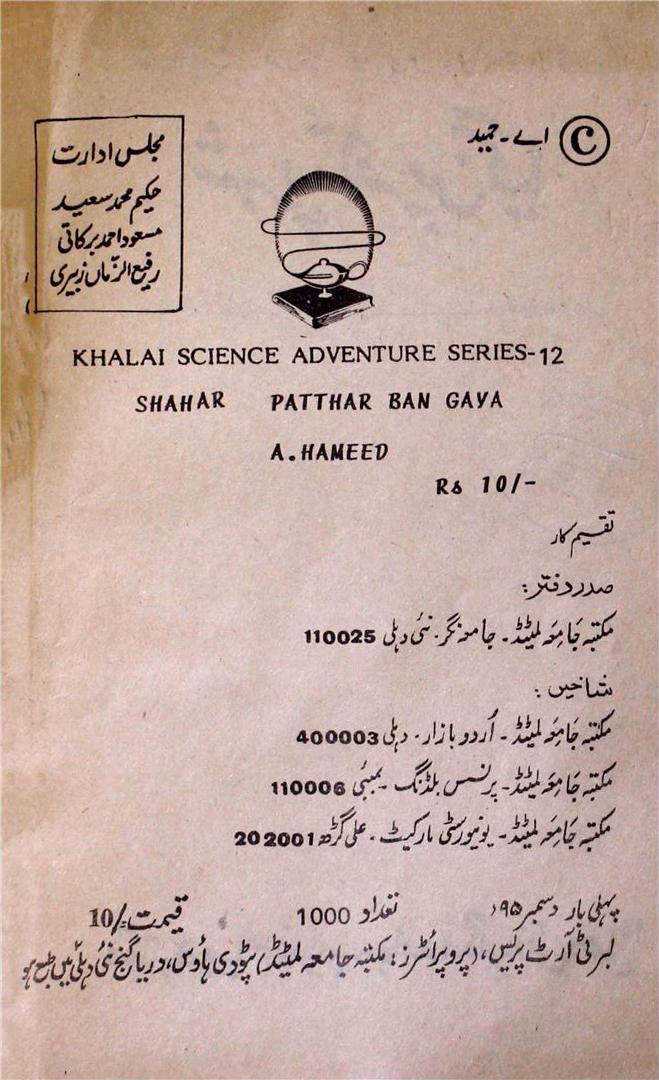 © اے۔ حمید
مجلس ادارت
حکیم محمد سعید
مسعود احمد برکاتی
رفیع الزماں زبیری
KHALAI SCIENCE ADVENTURE SERIES-12
SHAHAR PATTHAR BAN GAYA
A. HAMEED
Rs 10/-
تقسیم کار
صدر دفتر:
مکتبہ جامعہ لمیٹڈ۔ جامعہ نگر۔ نئی دہلی 110025
شاخیں:
مکتبہ جامعہ لمیٹڈ۔ اُردو بازار۔ دہلی 400003
مکتبہ جامعہ لمیٹڈ۔ پرنسس بلڈنگ۔ بمبئی 110006
مکتبہ جامعہ لمیٹڈ۔ یونیورسٹی مارکیٹ۔ علی گڑھ 202001
پہلی بار دسمبر ۹۵ء تعداد 1000 قیمت 10/=
لبرٹی آرٹ پریس، (پروپرائٹرز: مکتبہ جامعہ لمیٹڈ) پٹودی ہاؤس، دریا گنج نئی دہلی میں طبع ہو